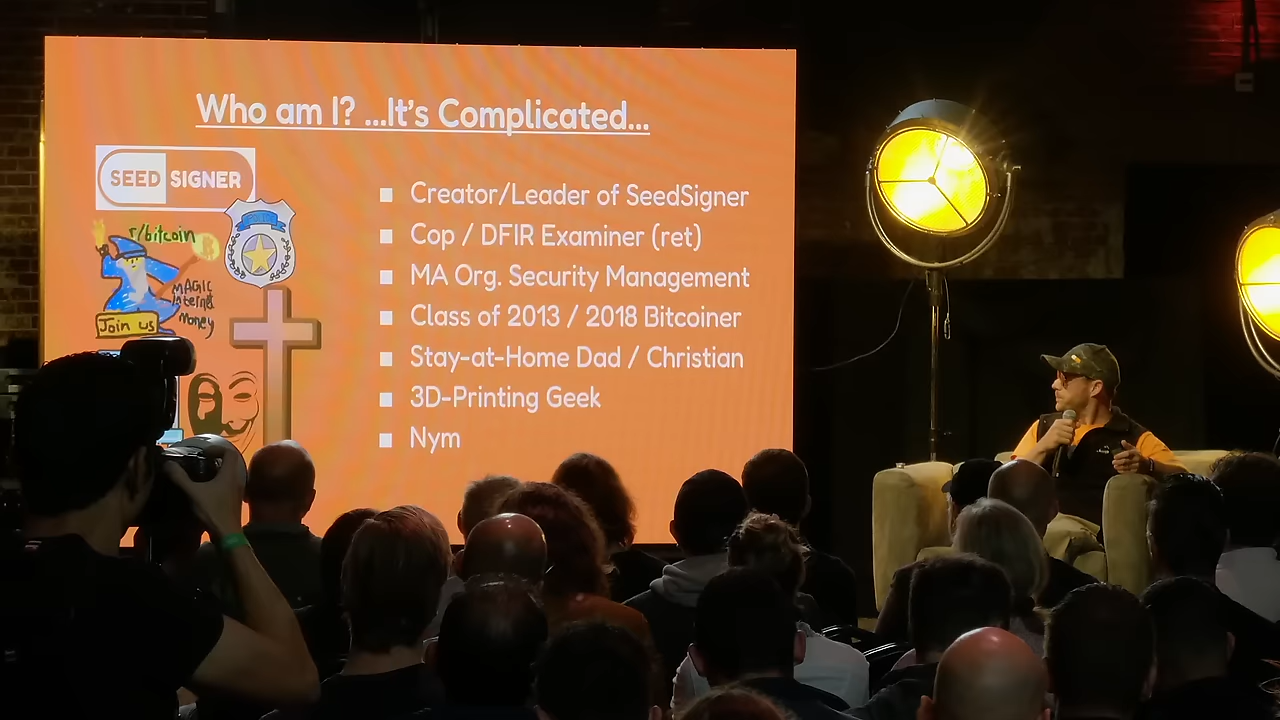 Who am I? ...It's Complicated...
SEED SIGNER
r/bitcoin
MAGIC
Internet
Money
Join us
POLICE
Creator/Leader of SeedSigner
Cop / DFIR Examiner (ret)
MA Org. Security Management
Class of 2013 / 2018 Bitcoiner
Stay-at-Home Dad / Christian
3D-Printing Geek
Nym